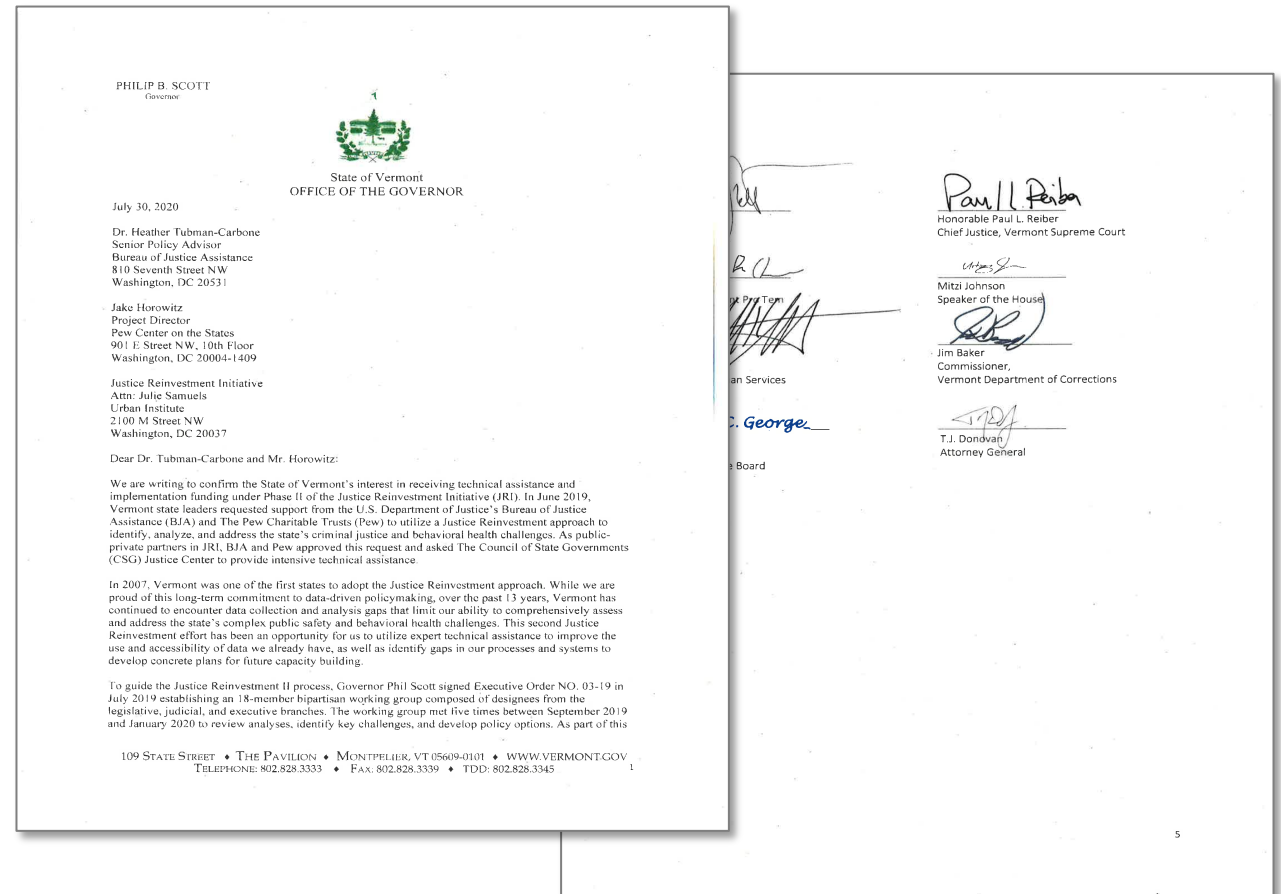 PHILIP B. SCOTT
Governor
State of Vermont
OFFICE OF THE GOVERNOR
July 30, 2020
Dr. Heather Tubman-Carbone
Senior Policy Advisor
Bureau of Justice Assistance
810 Seventh Street NW
Washington, DC 20531
Jake Horowitz
Project Director
Pew Center on the States
901 E Street NW, 10th Floor
Washington, DC 20004-1409
Justice Reinvestment Initiative
Attn: Julie Samuels
Urban Institute
2100 M Street NW
Washington, DC 20037
Dear Dr. Tubman-Carbone and Mr. Horowitz:
We are writing to confirm the State of Vermont's interest in receiving technical assistance and
implementation funding under Phase II of the Justice Reinvestment Initiative (JRI). In June 2019,
Vermont state leaders requested support from the U.S. Department of Justice's Bureau of Justice
Assistance (BJA) and The Pew Charitable Trusts (Pew) to utilize a Justice Reinvestment approach to
identify, analyze, and address the state's criminal justice and behavioral health challenges. As public-
private partners in JRI, BJA and Pew approved this request and asked The Council of State Governments
(CSG) Justice Center to provide intensive technical assistance.
In 2007, Vermont was one of the first states to adopt the Justice Reinvestment approach. While we are
proud of this long-term commitment to data-driven policymaking, over the past 13 years, Vermont has
continued to encounter data collection and analysis gaps that limit our ability to comprehensively assess
and address the state's complex public safety and behavioral health challenges. This second Justice
Reinvestment effort has been an opportunity for us to utilize expert technical assistance to improve the
use and accessibility of data we already have, as well as identify gaps in our processes and systems to
develop concrete plans for future capacity building.
To guide the Justice Reinvestment II process, Governor Phil Scott signed Executive Order NO. 03-19 in
July 2019 establishing an 18-member bipartisan working group composed of designees from the
legislative, judicial, and executive branches. The working group met five times between September 2019
and January 2020 to review analyses, identify key challenges, and develop policy options. As part of this
109 STATE STREET ♦ THE PAVILION ♦ MONTPELIER, VT 05609-0101 ♦ WWW.VERMONT.GOV
TELEPHONE: 802.828.3333 ♦ FAX: 802.828.3339 ♦ TDD: 802.828.3345
1
Pro Tem
an Services
C. George
Board
Paul L. Reiber
Honorable Paul L. Reiber
Chief Justice, Vermont Supreme Court
Mitzi Johnson
Speaker of the House
Jim Baker
Commissioner,
Vermont Department of Corrections
T.J. Donovan
Attorney General
5